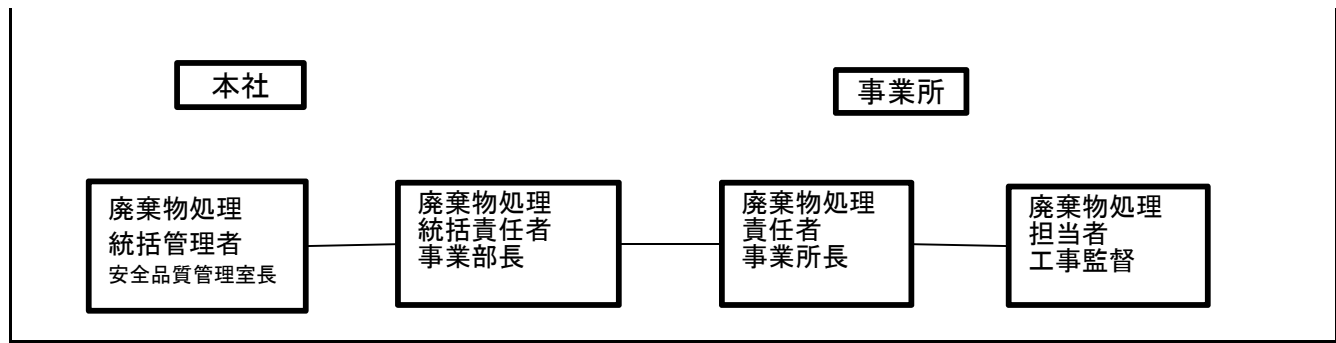 本社
事業所
廃棄物処理
統括管理者
安全品質管理室長
廃棄物処理
統括責任者
事業部長
廃棄物処理
責任者
事業所長
廃棄物処理
担当者
工事監督